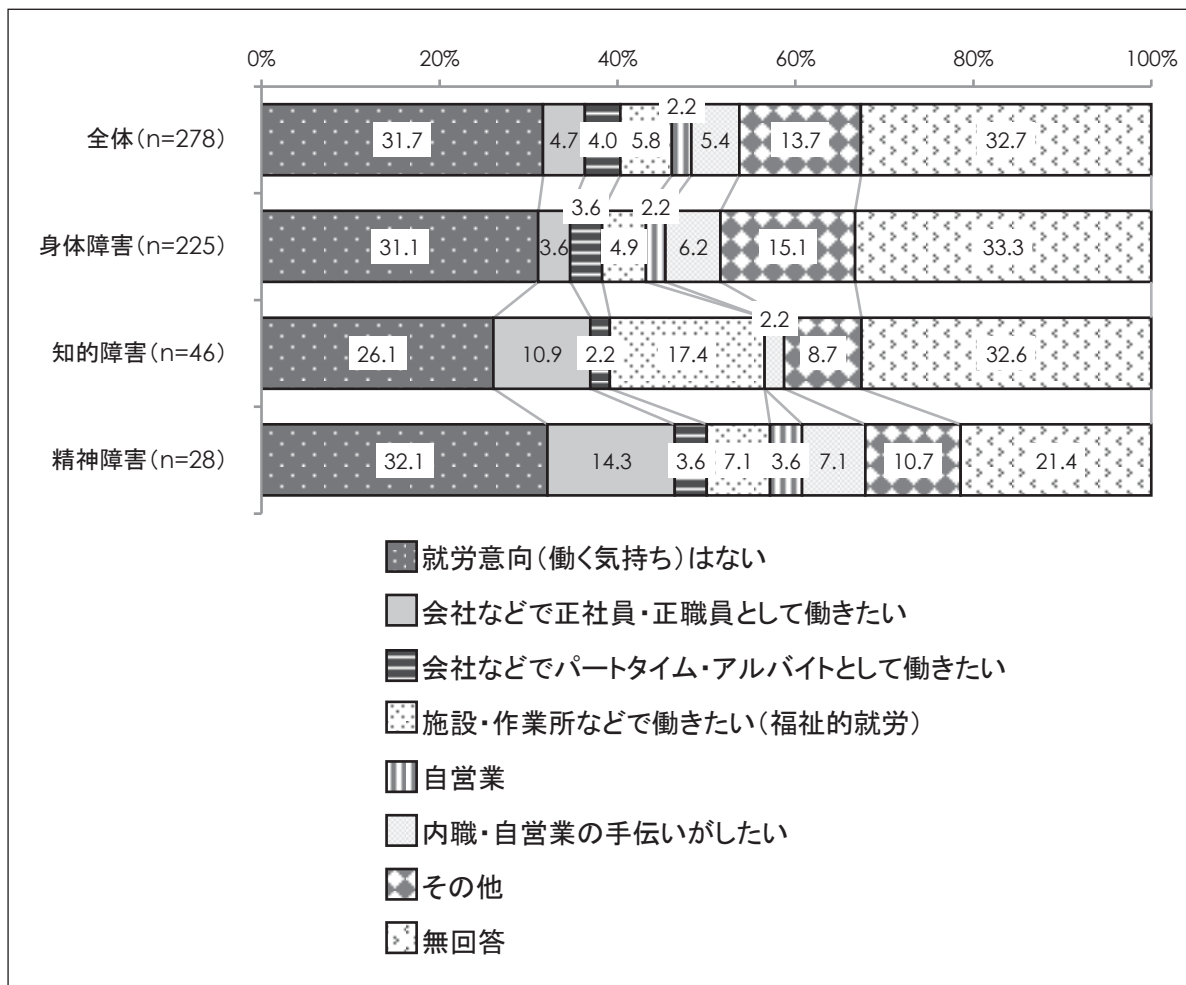 0% 20% 40% 60% 80% 100%
2.2
全体(n=278) 31.7 4.7 4.0 5.8 5.4 13.7 32.7
3.6 2.2
身体障害(n=225) 31.1 3.6 4.9 6.2 15.1 33.3
2.2
知的障害(n=46) 26.1 10.9 2.2 17.4 8.7 32.6
精神障害(n=28) 32.1 14.3 3.6 7.1 3.6 7.1 10.7 21.4
就労意向(働く気持ち)はない
会社などで正社員・正職員として働きたい
会社などでパートタイム・アルバイトとして働きたい
施設・作業所などで働きたい(福祉的就労)
自営業
内職・自営業の手伝いがしたい
その他
無回答